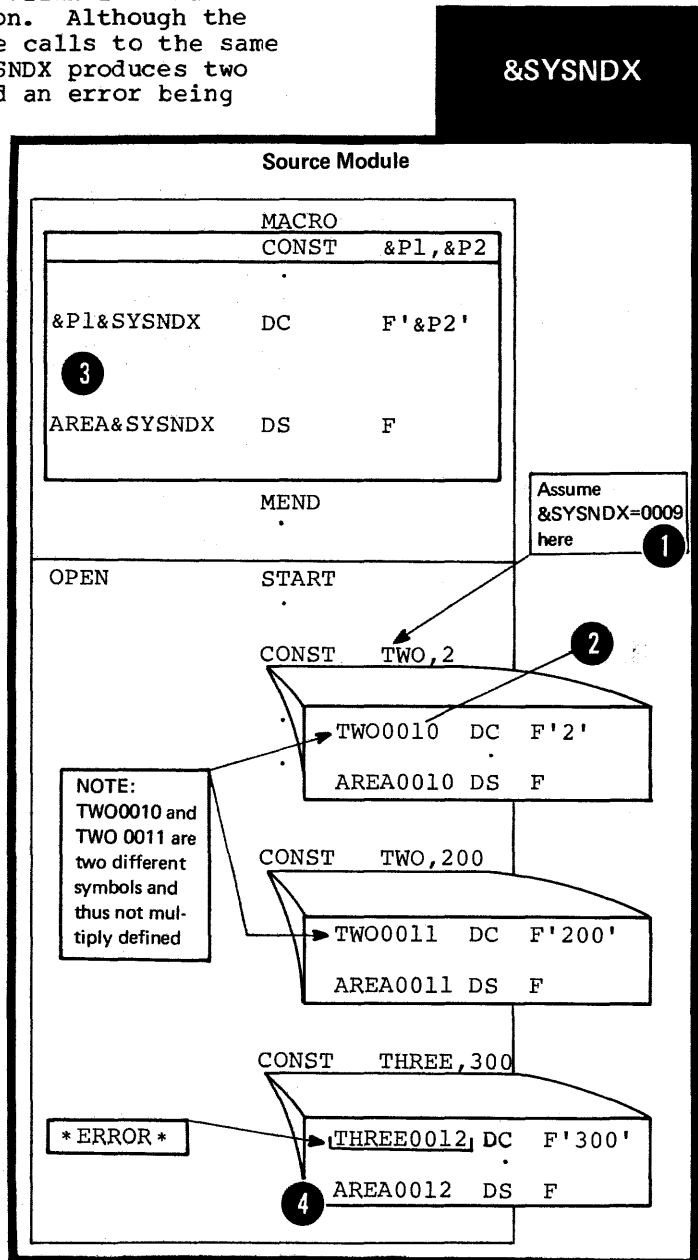 on. Although the
e calls to the same
SNDX produces two
d an error being
&SYSNDX
Source Module
MACRO
CONST &P1,&P2
.
&P1&SYSNDX DC F'&P2'
3
AREA&SYSNDX DS F
MEND
.
Assume
&SYSNDX=0009
here 1
OPEN START
.
CONST TWO,2
2
TWO0010 DC F'2'
.
.
.
AREA0010 DS F
NOTE:
TWO0010 and
TWO 0011 are
two different
symbols and
thus not mul-
tiply defined
CONST TWO,200
TWO0011 DC F'200'
AREA0011 DS F
CONST THREE,300
*ERROR*
THREE0012 DC F'300'
.
4
AREA0012 DS F